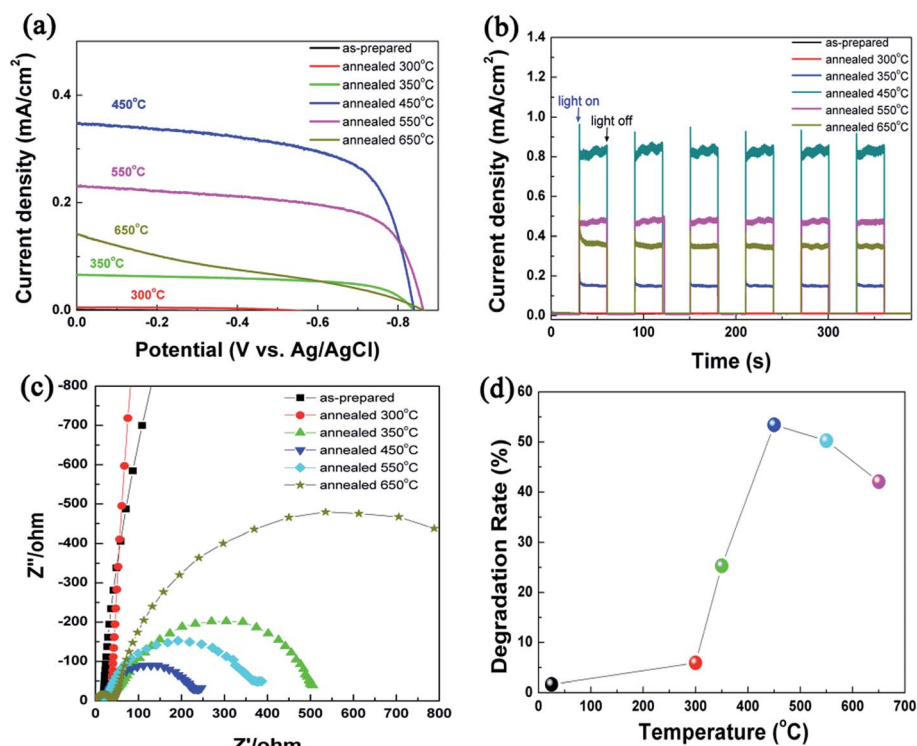 (a)
Current density (mA/cm²)
0.4
0.2
0.0
0.0 -0.2 -0.4 -0.6 -0.8
Potential (V vs. Ag/AgCl)
as-prepared
annealed 300°C
annealed 350°C
annealed 450°C
annealed 550°C
annealed 650°C
450°C
550°C
650°C
350°C
300°C
(b)
Current density (mA/cm²)
1.4
1.2
1.0
0.8
0.6
0.4
0.2
0.0
0 100 200 300
Time (s)
as-prepared
annealed 300°C
annealed 350°C
annealed 450°C
annealed 550°C
annealed 650°C
light on
light off
(c)
Z''/ohm
-800
-700
-600
-500
-400
-300
-200
-100
0
0 100 200 300 400 500 600 700 800
Z'/ohm
as-prepared
annealed 300°C
annealed 350°C
annealed 450°C
annealed 550°C
annealed 650°C
(d)
Degradation Rate (%)
60
50
40
30
20
10
0
0 100 200 300 400 500 600 700
Temperature (°C)